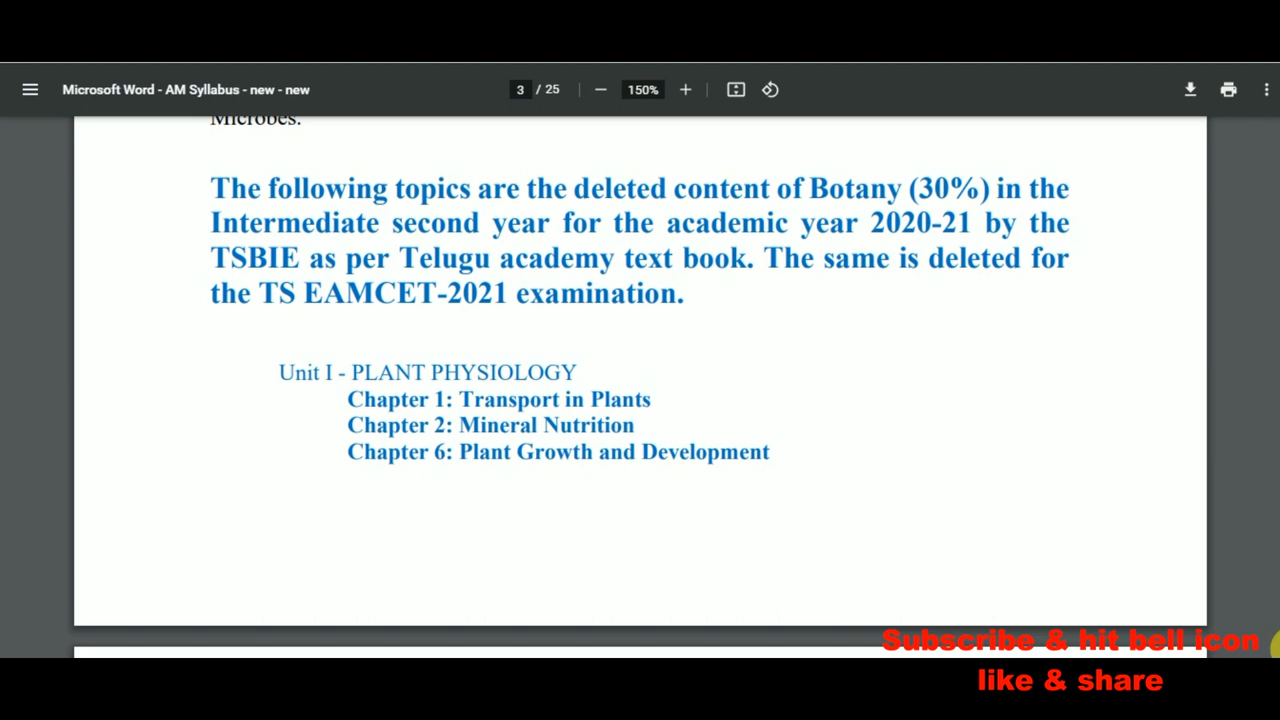 Microsoft Word - AM Syllabus - new - new
3 / 25
150%
Microbes.
The following topics are the deleted content of Botany (30%) in the
Intermediate second year for the academic year 2020-21 by the
TSBIE as per Telugu academy text book. The same is deleted for
the TS EAMCET-2021 examination.
Unit I - PLANT PHYSIOLOGY
Chapter 1: Transport in Plants
Chapter 2: Mineral Nutrition
Chapter 6: Plant Growth and Development
Subscribe & hit bell icon
like & share